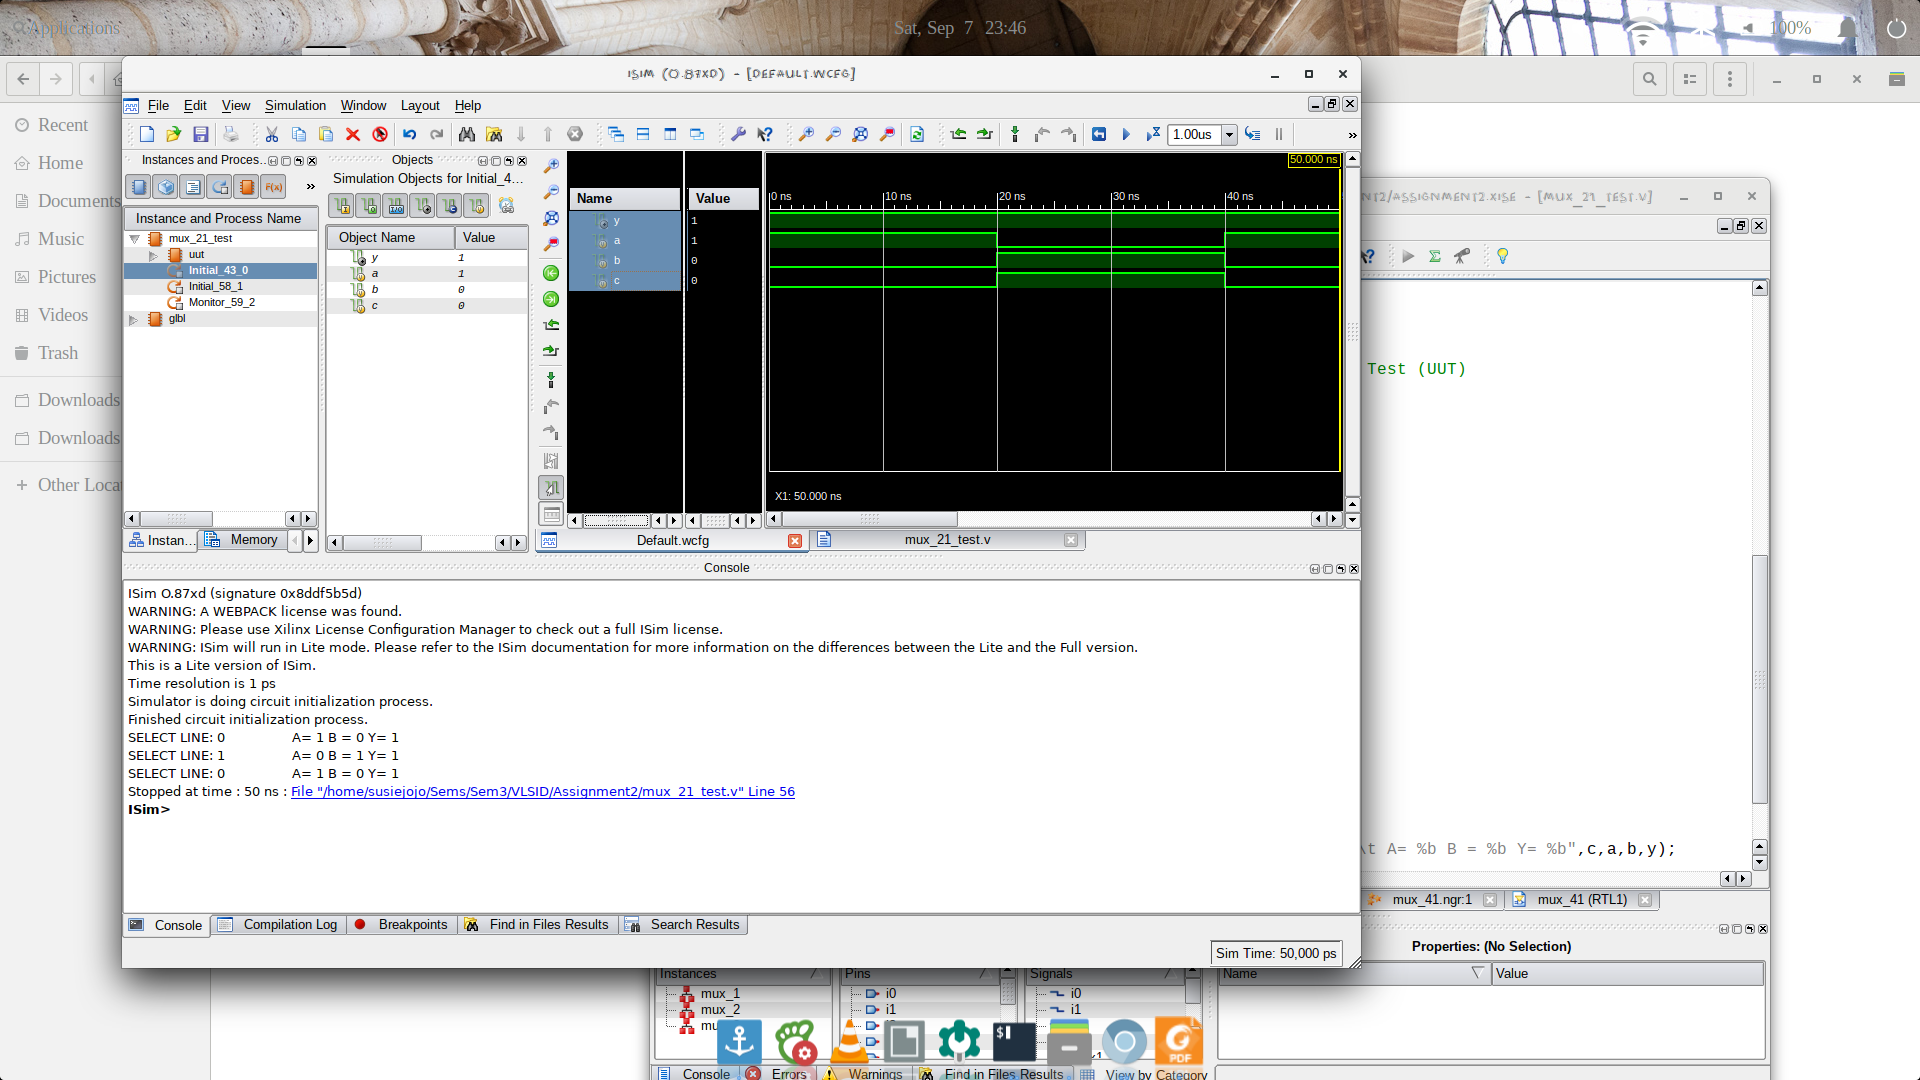 Applications
Sat, Sep 7 23:46
100%
ISIM (O.87XD) - [DEFAULT.WCFG]
File Edit View Simulation Window Layout Help
1.00us
Recent
Home
Documents
Music
Pictures
Videos
Trash
Downloads
Downloads
Other Loca
Instances and Proces..
Instance and Process Name
mux_21_test
uut
Initial_43_0
Initial_58_1
Monitor_59_2
glbl
Instan...
Memory
Objects
Simulation Objects for Initial_4...
Object Name Value
y 1
a 1
b 0
c 0
Name Value
y 1
a 1
b 0
c 0
50.000 ns
0 ns 10 ns 20 ns 30 ns 40 ns
X1: 50.000 ns
Default.wcfg
mux_21_test.v
Console
ISim O.87xd (signature 0x8ddf5b5d)
WARNING: A WEBPACK license was found.
WARNING: Please use Xilinx License Configuration Manager to check out a full ISim license.
WARNING: ISim will run in Lite mode. Please refer to the ISim documentation for more information on the differences between the Lite and the Full version.
This is a Lite version of ISim.
Time resolution is 1 ps
Simulator is doing circuit initialization process.
Finished circuit initialization process.
SELECT LINE: 0 A= 1 B = 0 Y= 1
SELECT LINE: 1 A= 0 B = 1 Y= 1
SELECT LINE: 0 A= 1 B = 0 Y= 1
Stopped at time : 50 ns : File "/home/susiejojo/Sems/Sem3/VLSID/Assignment2/mux_21_test.v" Line 56
ISim>
Console
Compilation Log
Breakpoints
Find in Files Results
Search Results
Sim Time: 50,000 ps
NT2/ASSIGNMENT2.XISE - [MUX_21_TEST.V]
Test (UUT)
\t A= %b B = %b Y= %b",c,a,b,y);
mux_41.ngr:1
mux_41 (RTL1)
Properties: (No Selection)
Name Value
Instances Pins Signals
mux_1 i0 i0
mux_2 i1 i1
PDF
Console
Errors
Warnings
Find in Files Results
View by Category